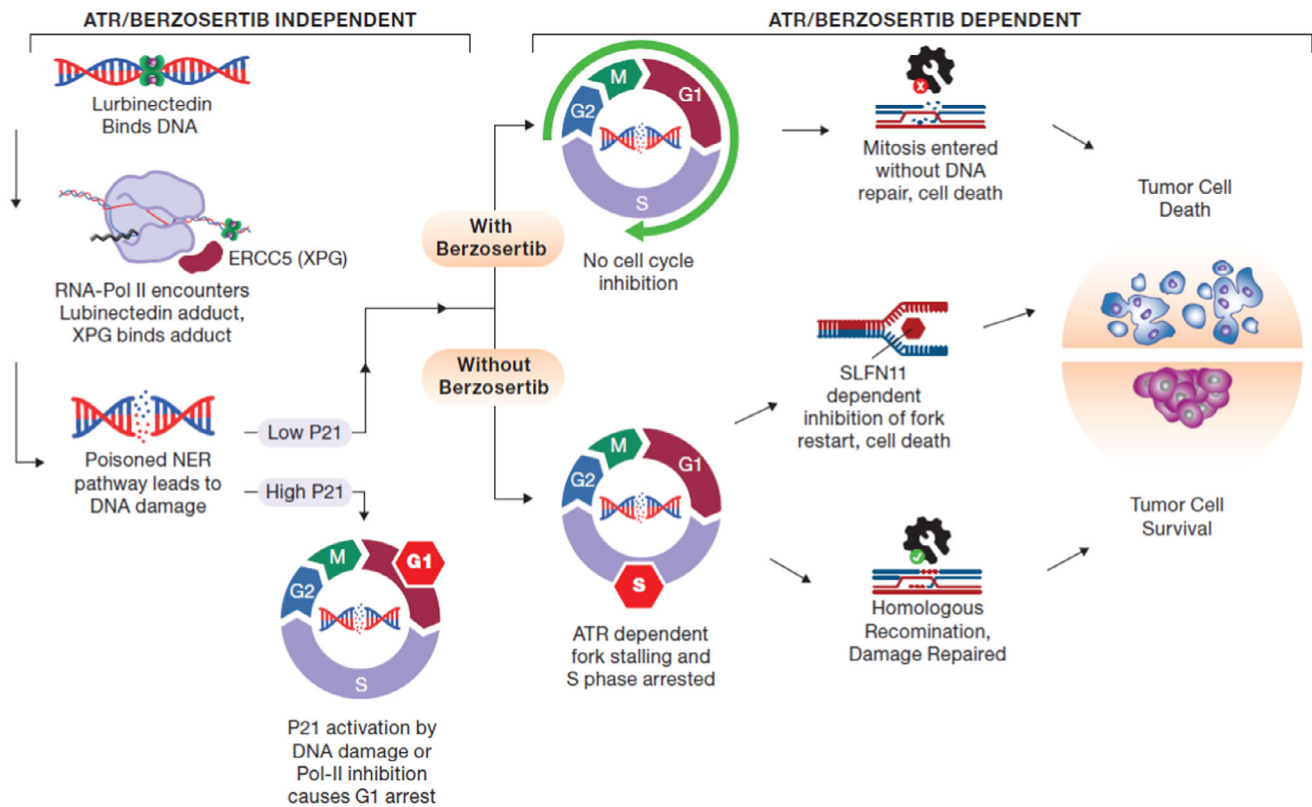 ATR/BERZOSERTIB INDEPENDENT
Lurbinectedin
Binds DNA
ERCC5 (XPG)
RNA-Pol II encounters
Lubinectedin adduct,
XPG binds adduct
Poisoned NER
pathway leads to
DNA damage
Low P21
High P21
M
G1
G2
S
P21 activation by
DNA damage or
Pol-II inhibition
causes G1 arrest
ATR/BERZOSERTIB DEPENDENT
With
Berzosertib
M
G1
G2
S
No cell cycle
inhibition
Mitosis entered
without DNA
repair, cell death
Without
Berzosertib
M
G1
G2
S
ATR dependent
fork stalling and
S phase arrested
SLFN11
dependent
inhibition of fork
restart, cell death
Homologous
Recomination,
Damage Repaired
Tumor Cell
Death
Tumor Cell
Survival